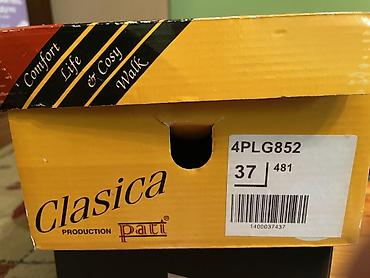 Comfort
Life
& Cosy
Walk
Clasica
PRODUCTION pati®
4PLG852
37 481
1400037437